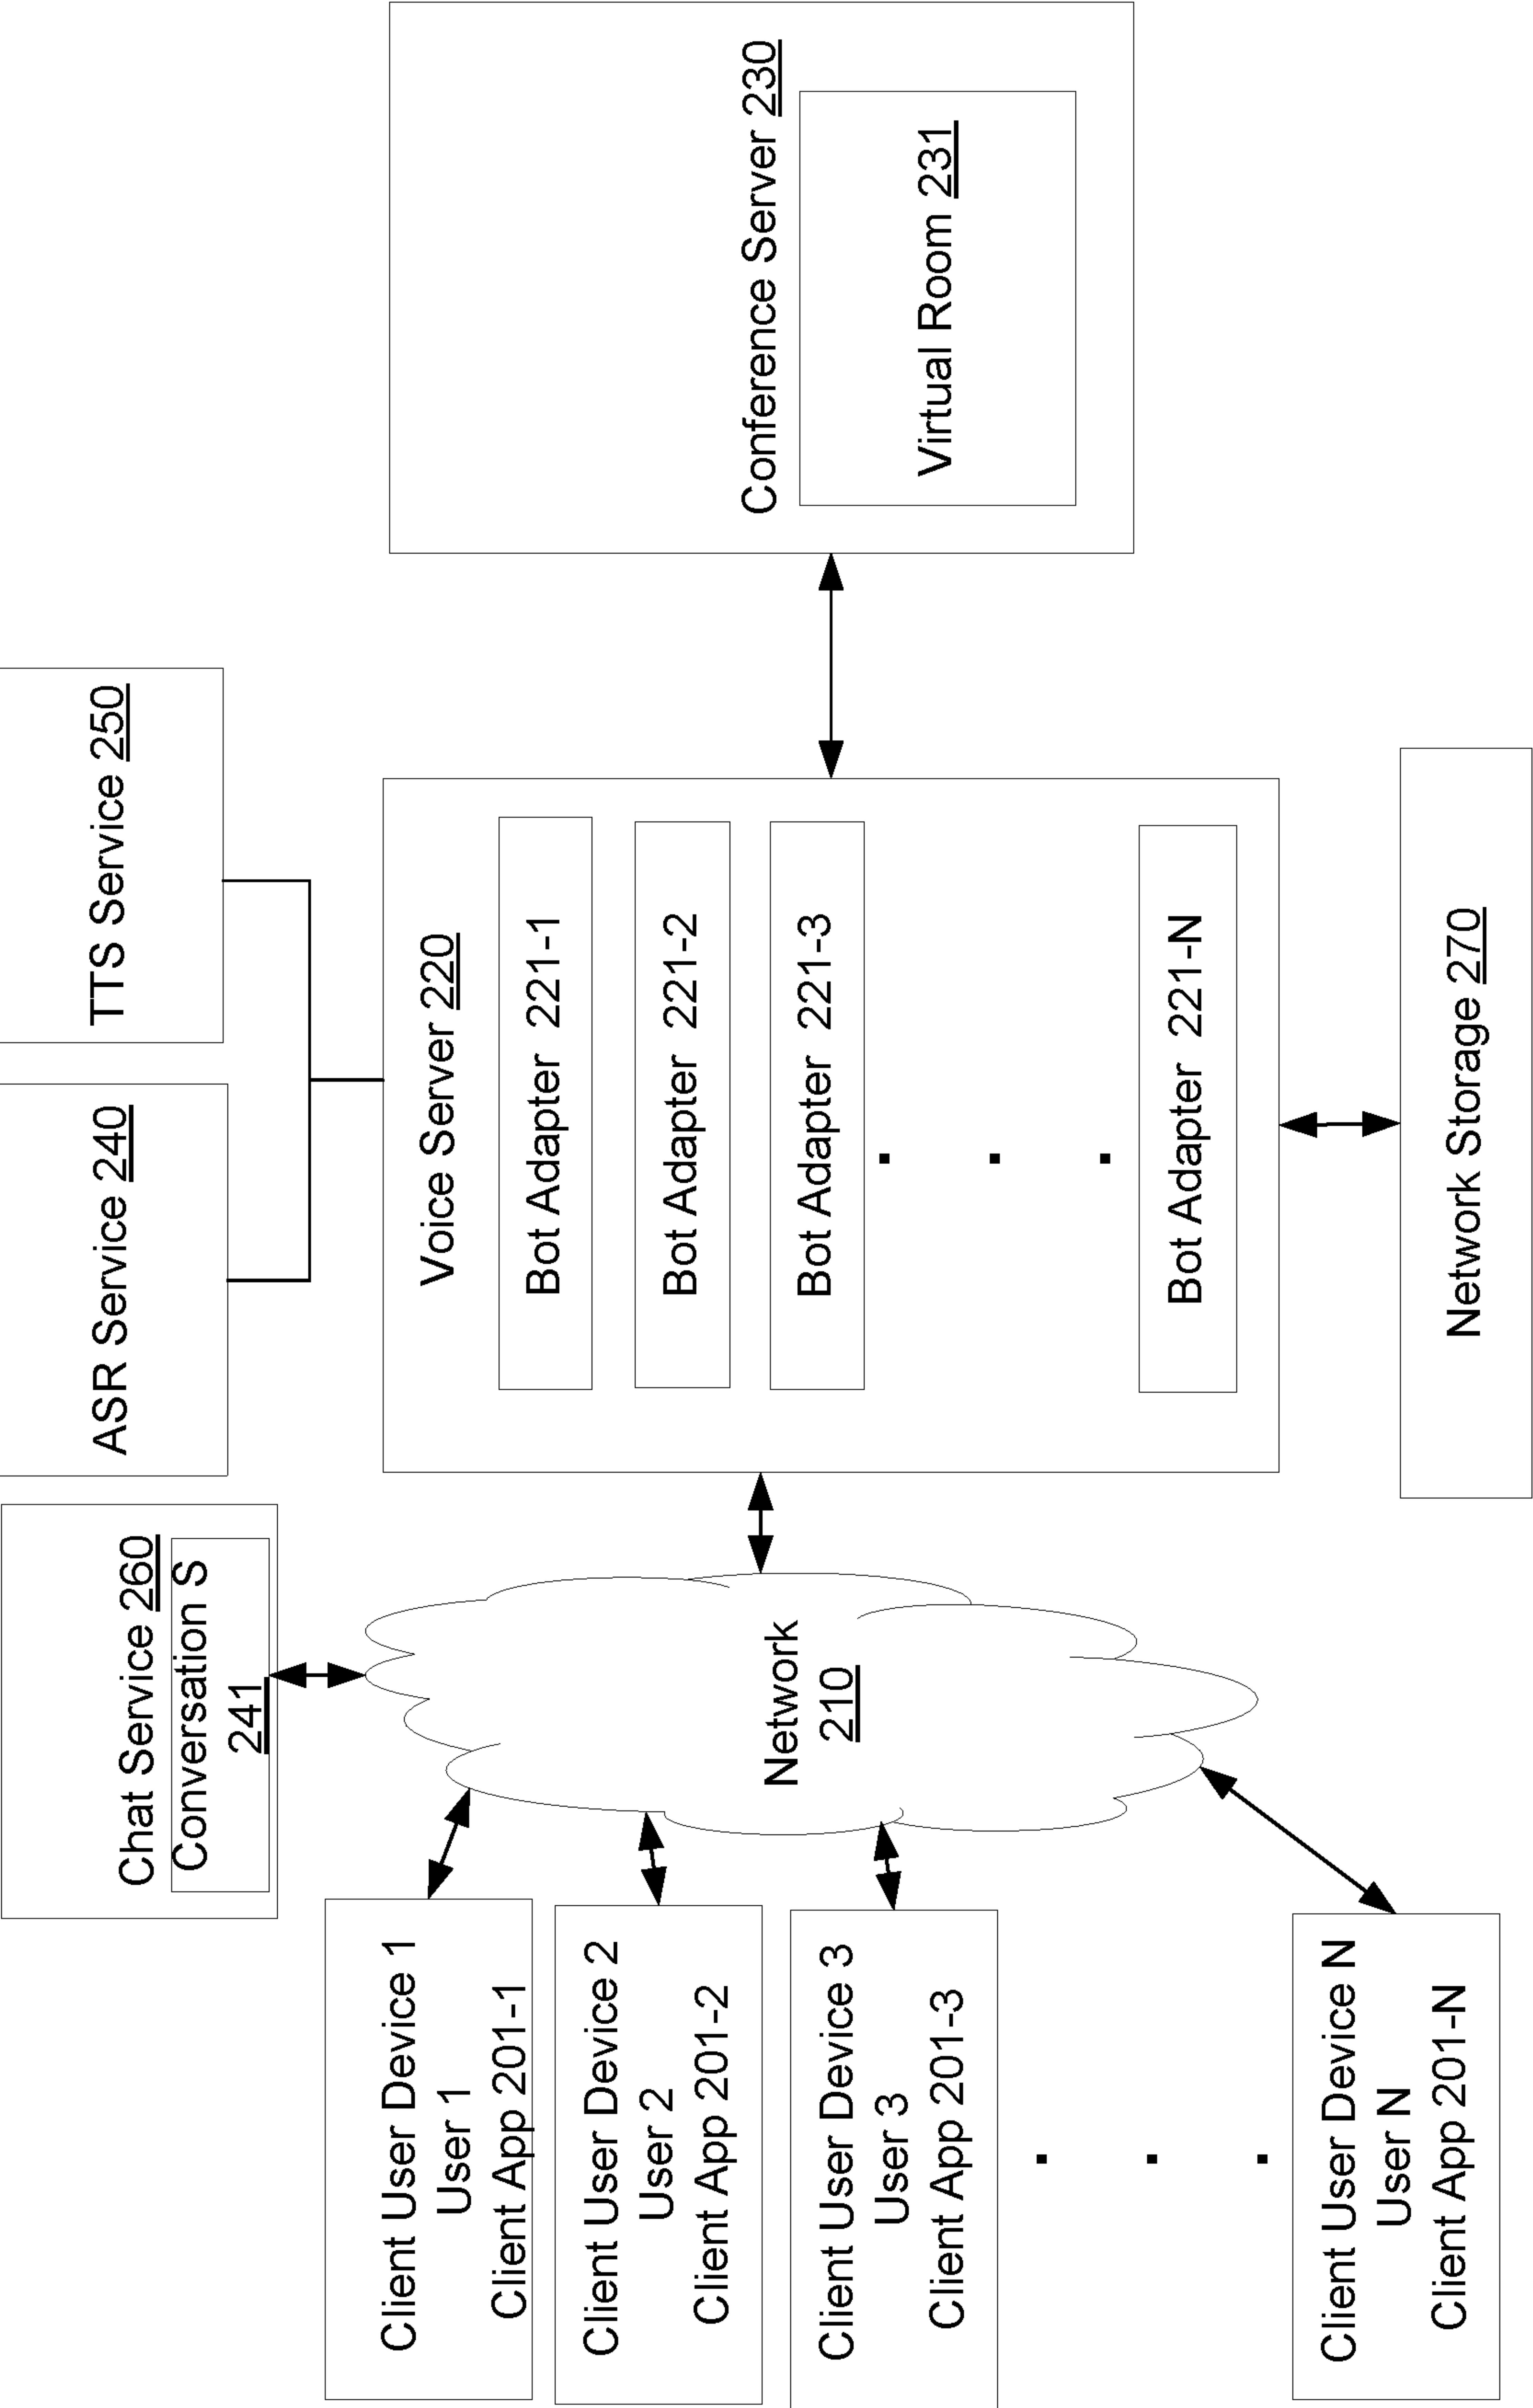 Chat Service 260
Conversation S
241
ASR Service 240
TTS Service 250
Client User Device 1
User 1
Client App 201-1
Client User Device 2
User 2
Client App 201-2
Client User Device 3
User 3
Client App 201-3
Client User Device N
User N
Client App 201-N
Network
210
Voice Server 220
Bot Adapter 221-1
Bot Adapter 221-2
Bot Adapter 221-3
Bot Adapter 221-N
Network Storage 270
Conference Server 230
Virtual Room 231